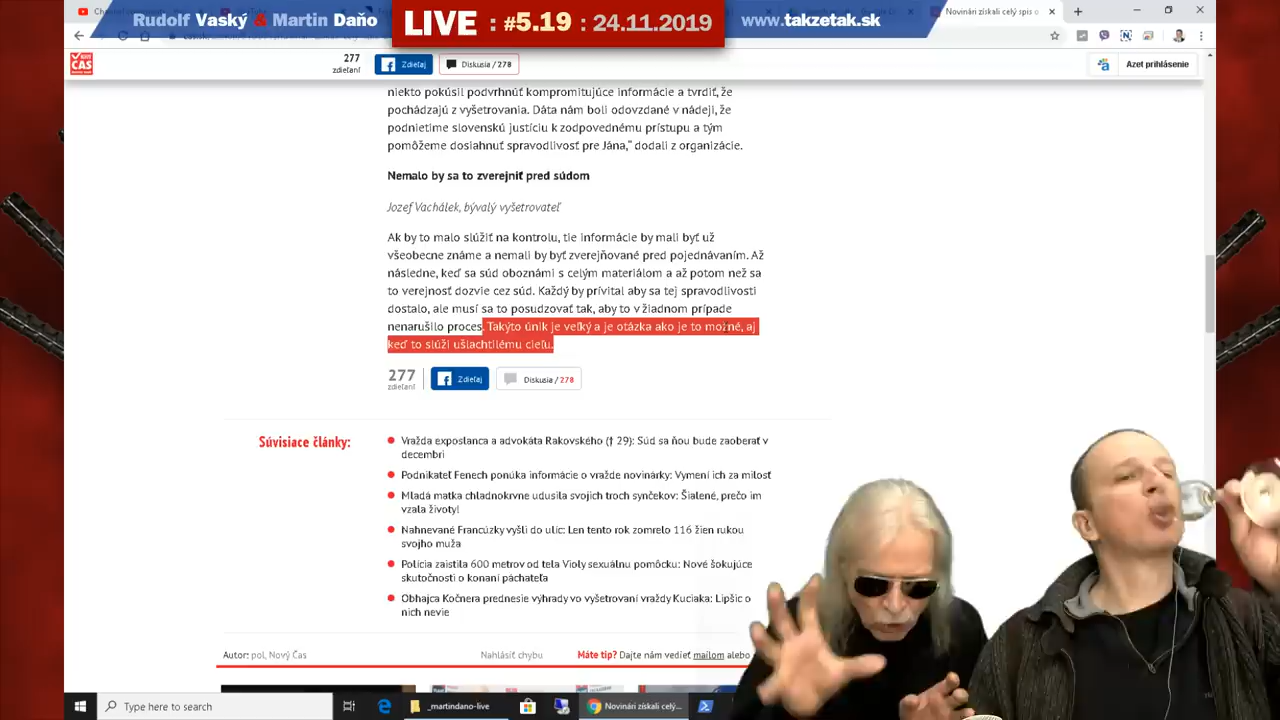 Rudolf Vaský & Martin Daňo
LIVE : #5.19 : 24.11.2019
www.takzetak.sk
Novinári získali celý spis o
ČAS
277
zdieľaní
Zdieľaj
Diskusia / 278
Azet prihlásenie
niekto pokúsil podvrhnúť kompromitujúce informácie a tvrdiť, že
pochádzajú z vyšetrovania. Dáta nám boli odovzdané v nádeji, že
podnietime slovenskú justíciu k zodpovednému prístupu a tým
pomôžeme dosiahnuť spravodlivosť pre Jána,“ dodali z organizácie.
Nemalo by sa to zverejniť pred súdom
Jozef Vachálek, bývalý vyšetrovateľ
Ak by to malo slúžiť na kontrolu, tie informácie by mali byť už
všeobecne známe a nemali by byť zverejňované pred pojednávaním. Až
následne, keď sa súd oboznámi s celým materiálom a až potom než sa
to verejnosť dozvie cez súd. Každý by prívital aby sa tej spravodlivosti
dostalo, ale musí sa to posudzovať tak, aby to v žiadnom prípade
nenarušilo proces. Takýto únik je veľký a je otázka ako je to možné, aj
keď to slúži ušľachtilému cieľu.
277
zdieľaní
Zdieľaj
Diskusia / 278
Súvisiace články:
Vražda exposlanca a advokáta Rakovského († 29): Súd sa ňou bude zaoberať v
decembri
Podnikateľ Fenech ponúka informácie o vražde novinárky: Vymení ich za milosť
Mladá matka chladnokrvne udusila svojich troch synčekov: Šialené, prečo im
vzala životy!
Nahnevané Francúzky vyšli do ulíc: Len tento rok zomrelo 116 žien rukou
svojho muža
Polícia zaistila 600 metrov od tela Violy sexuálnu pomôcku: Nové šokujúce
skutočnosti o konaní páchateľa
Obhajca Kočnera prednesie výhrady vo vyšetrovaní vraždy Kuciaka: Lipšic o
nich nevie
Autor: pol, Nový Čas
Nahlásiť chybu
Máte tip? Dajte nám vedieť mailom alebo
Type here to search
_martindano-live
Novinári získali celý...